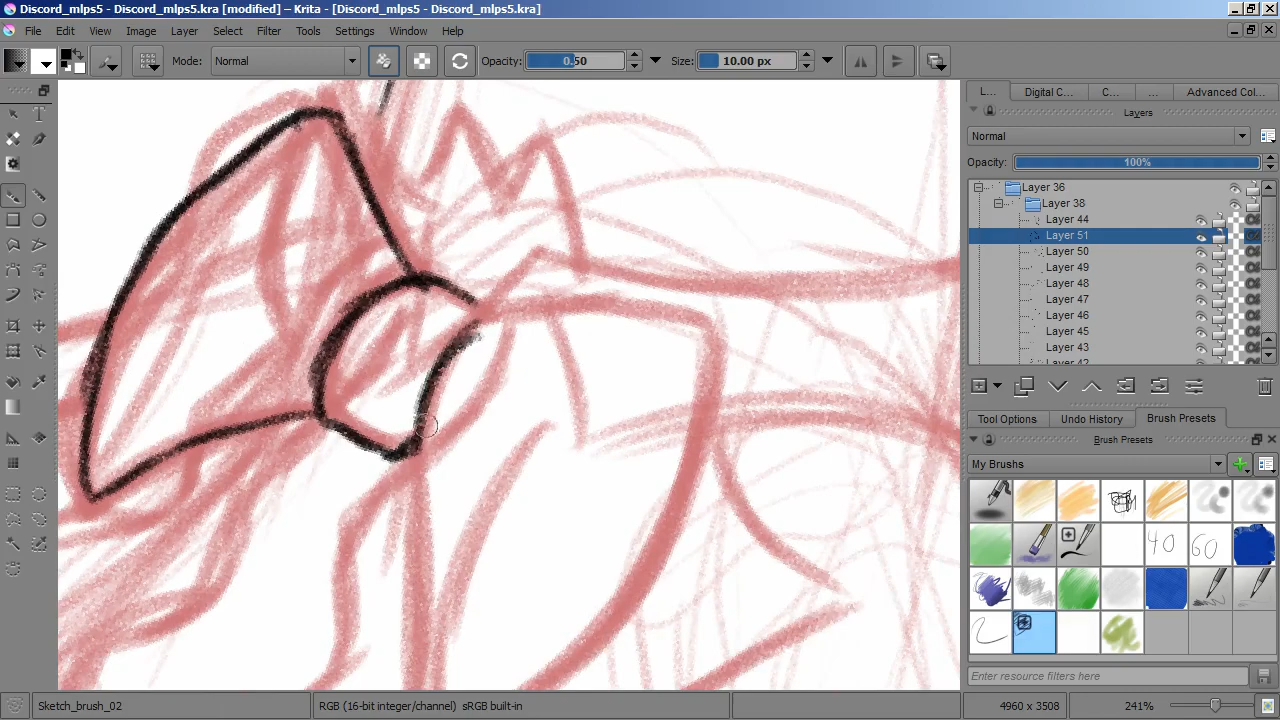 Discord_mlps5.kra [modified] – Krita - [Discord_mlps5.kra]
File Edit View Image Layer Select Filter Tools Settings Window Help
Mode: Normal Opacity: 0.50 Size: 10.00 px
L... Digital C... C... ... Advanced Col...
Layers
Normal
Opacity: 100%
Layer 36
Layer 38
Layer 44
Layer 51
Layer 50
Layer 49
Layer 48
Layer 47
Layer 46
Layer 45
Layer 43
Layer 42
Tool Options Undo History Brush Presets
Brush Presets
My Brushes
40 60
Enter resource filters here
Sketch_brush_02 RGB (16-bit integer/channel) sRGB built-in 4960 x 3508 241%